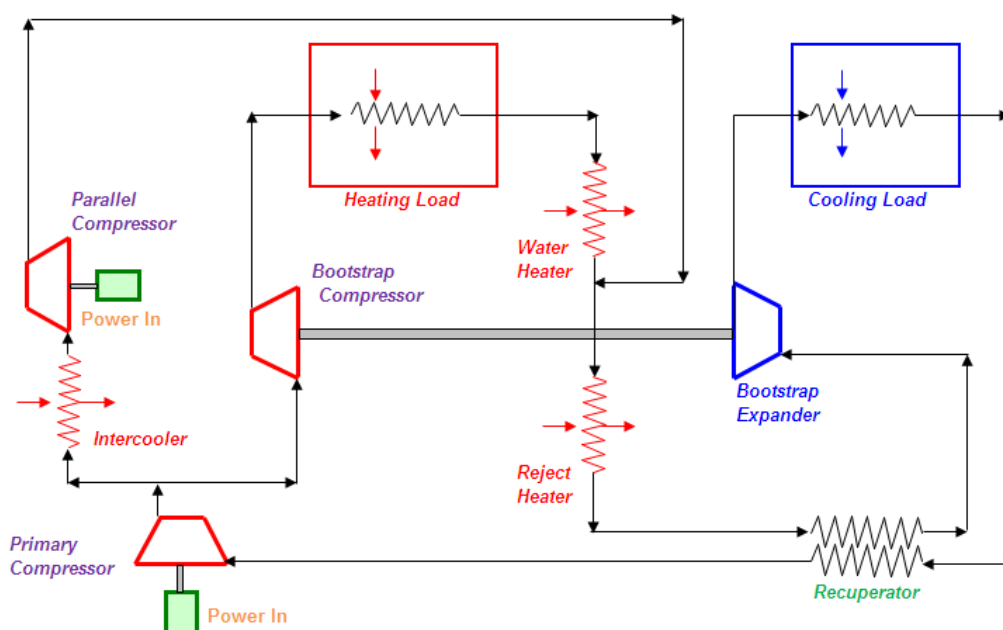 Heating Load
Cooling Load
Parallel
Compressor
Water
Heater
Bootstrap
Compressor
Power In
Bootstrap
Expander
Intercooler
Reject
Heater
Primary
Compressor
Recuperator
Power In